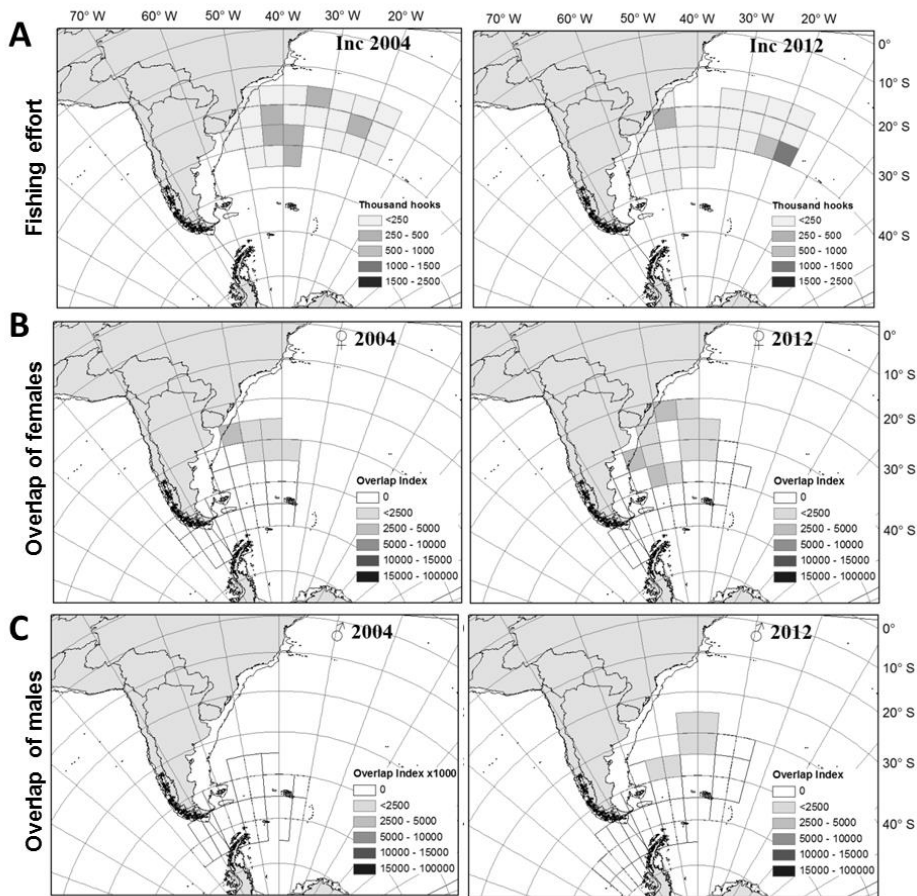 70° W 60° W 50° W 40° W 30° W 20° W 70° W 60° W 50° W 40° W 30° W 20° W
A
Fishing effort
Inc 2004
Thousand hooks
<250
250 - 500
500 - 1000
1000 - 1500
1500 - 2500
Inc 2012
Thousand hooks
<250
250 - 500
500 - 1000
1000 - 1500
1500 - 2500
0°
10° S
20° S
30° S
40° S
B
Overlap of females
♀ 2004
Overlap Index
0
<2500
2500 - 5000
5000 - 10000
10000 - 15000
15000 - 100000
♀ 2012
Overlap Index
0
<2500
2500 - 5000
5000 - 10000
10000 - 15000
15000 - 100000
0°
10° S
20° S
30° S
40° S
C
Overlap of males
♂ 2004
Overlap Index x1000
0
<2500
2500 - 5000
5000 - 10000
10000 - 15000
15000 - 100000
♂ 2012
Overlap Index
0
<2500
2500 - 5000
5000 - 10000
10000 - 15000
15000 - 100000
0°
10° S
20° S
30° S
40° S